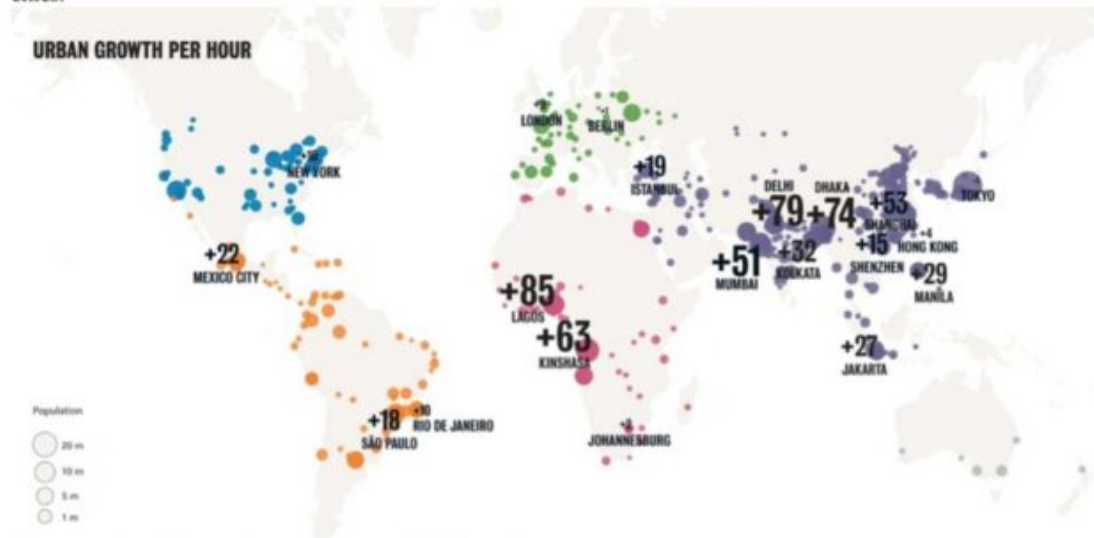 URBAN GROWTH PER HOUR
LONDON
BERLIN
NEW YORK
+19
ISTANBUL
DELHI
DHAKA
+79
+74
+53
SHANGHAI
TOKYO
+22
MEXICO CITY
+51
MUMBAI
+32
KOLKATA
+15
SHENZHEN
+4
HONG KONG
+29
MANILA
+85
LAGOS
+63
KINSHASA
+27
JAKARTA
+18
SÃO PAULO
+10
RIO DE JANEIRO
JOHANNESBURG
Population
20 m
10 m
5 m
1 m